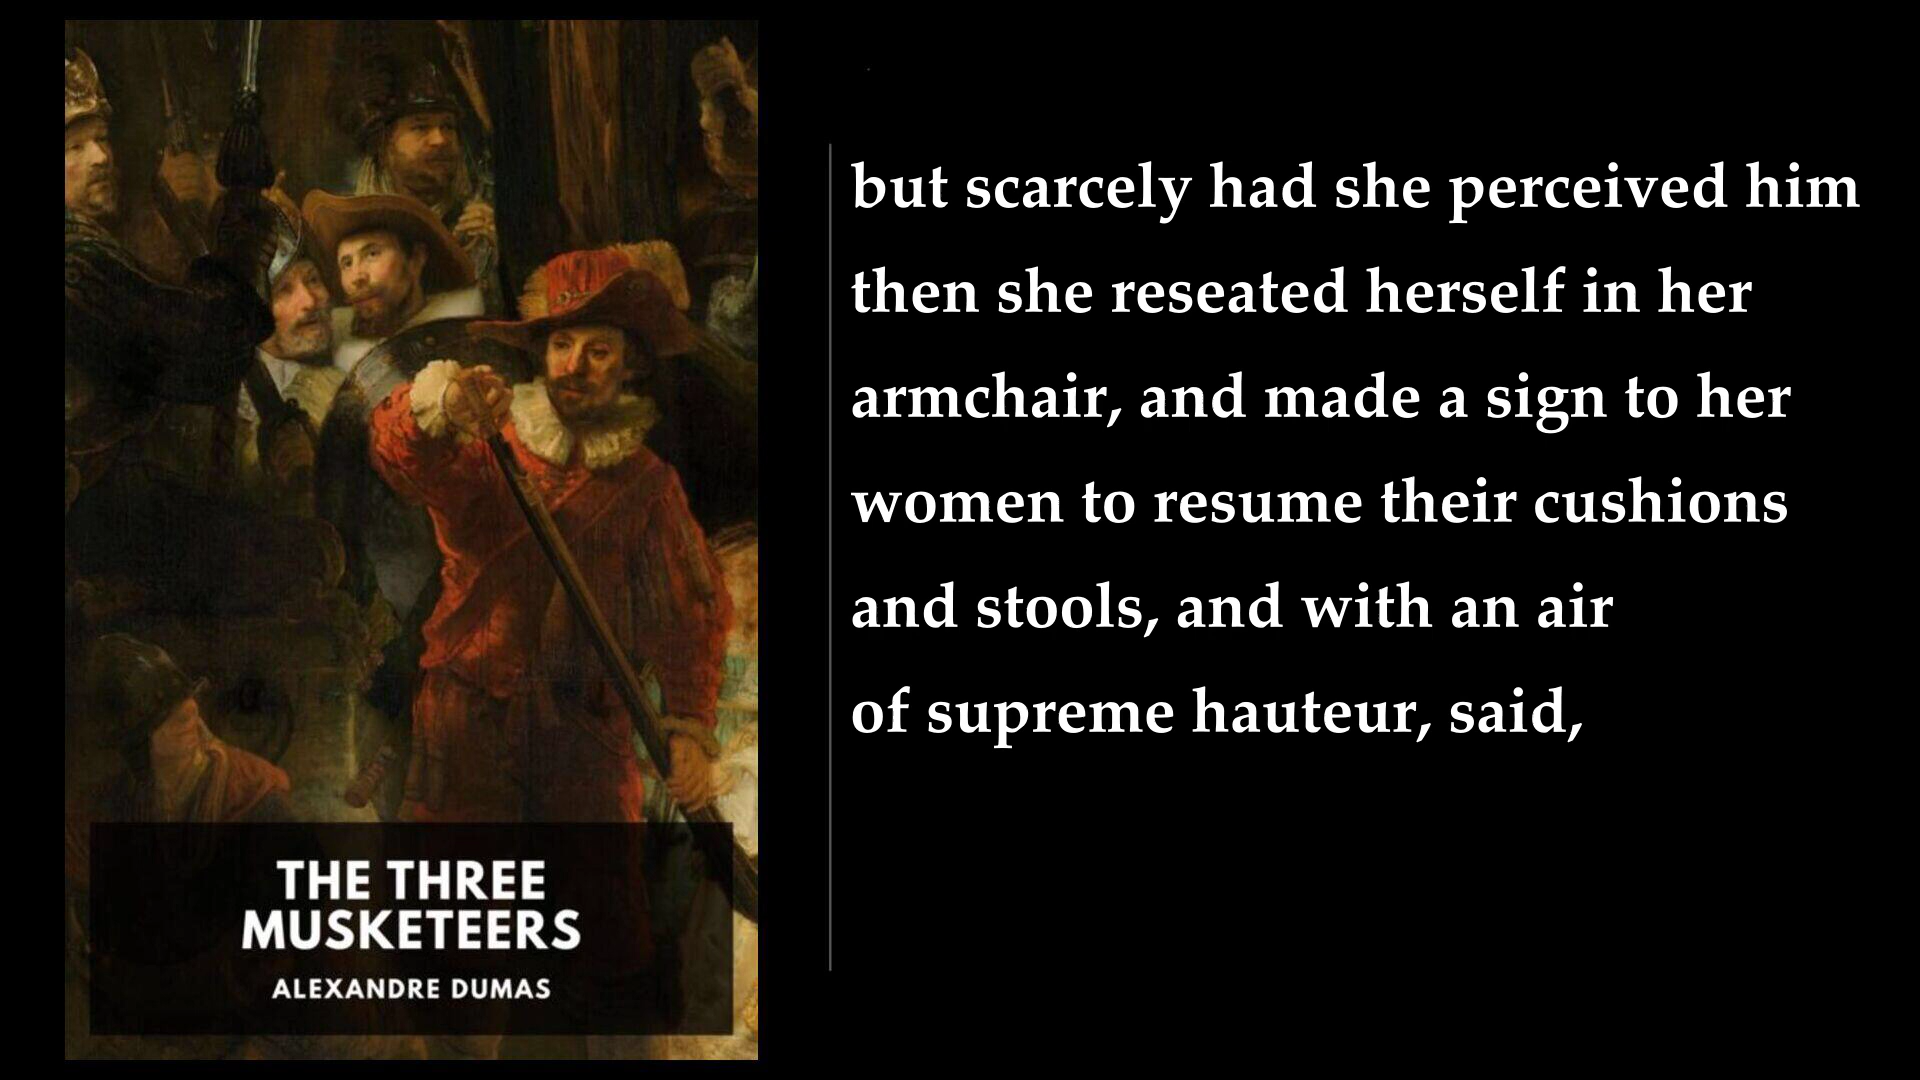 THE THREE
MUSKETEERS
ALEXANDRE DUMAS
but scarcely had she perceived him
then she reseated herself in her
armchair, and made a sign to her
women to resume their cushions
and stools, and with an air
of supreme hauteur, said,